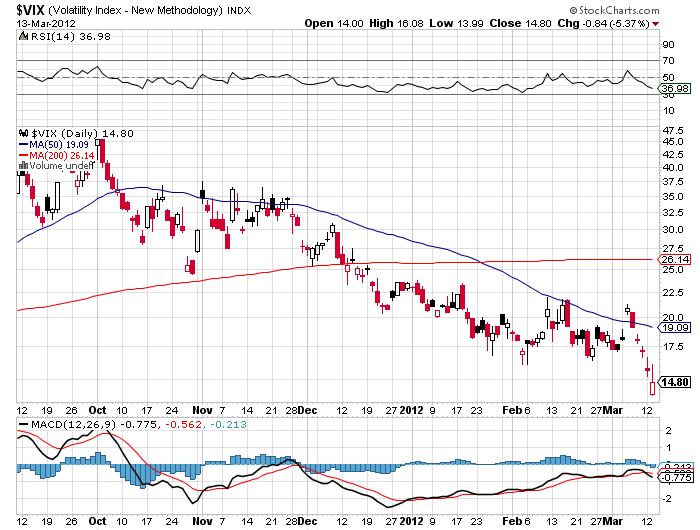 $VIX (Volatility Index - New Methodology) INDX © StockCharts.com
13-Mar-2012 Open 14.00 High 16.08 Low 13.99 Close 14.80 Chg -0.84 (-5.37%)
RSI(14) 36.98
90
70
50
36.98
30
10
$VIX (Daily) 14.80
MA(50) 19.09
MA(200) 26.14
Volume undef
47.5
45.0
42.5
40.0
37.5
35.0
32.5
30.0
27.5
26.14
25.0
22.5
20.0
19.09
17.5
14.80
12 19 26 Oct 10 17 24 Nov 7 14 21 28 Dec 12 19 27 2012 9 17 23 Feb 6 13 21 27 Mar 12
MACD(12,26,9) -0.775, -0.562, -0.213
2
1
0
-0.213
-0.775
-2
12 19 26 Oct 10 17 24 Nov 7 14 21 28 Dec 12 19 27 2012 9 17 23 Feb 6 13 21 27 Mar 12